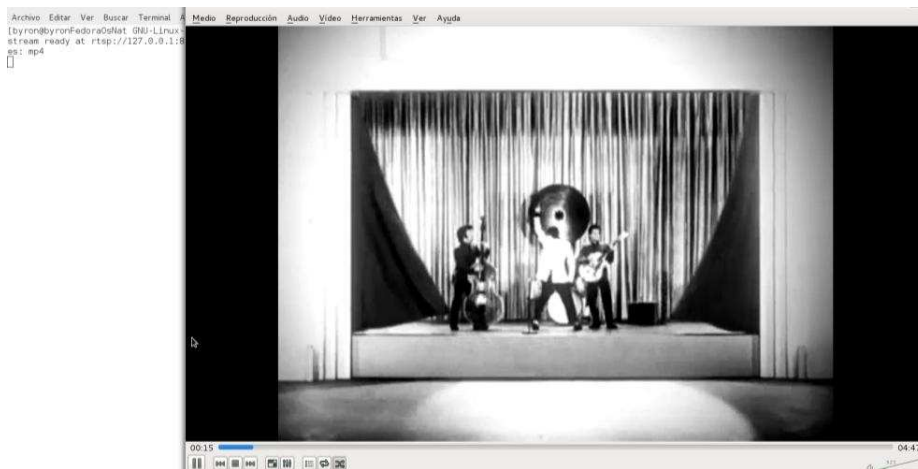 Archivo Editar Ver Buscar Terminal A
[byron@byronFedoraOsNat GNU-Linux-
stream ready at rtsp://127.0.0.1:8
es: mp4
Medio Reproducción Audio Vídeo Herramientas Ver Ayuda
00:15
04:47